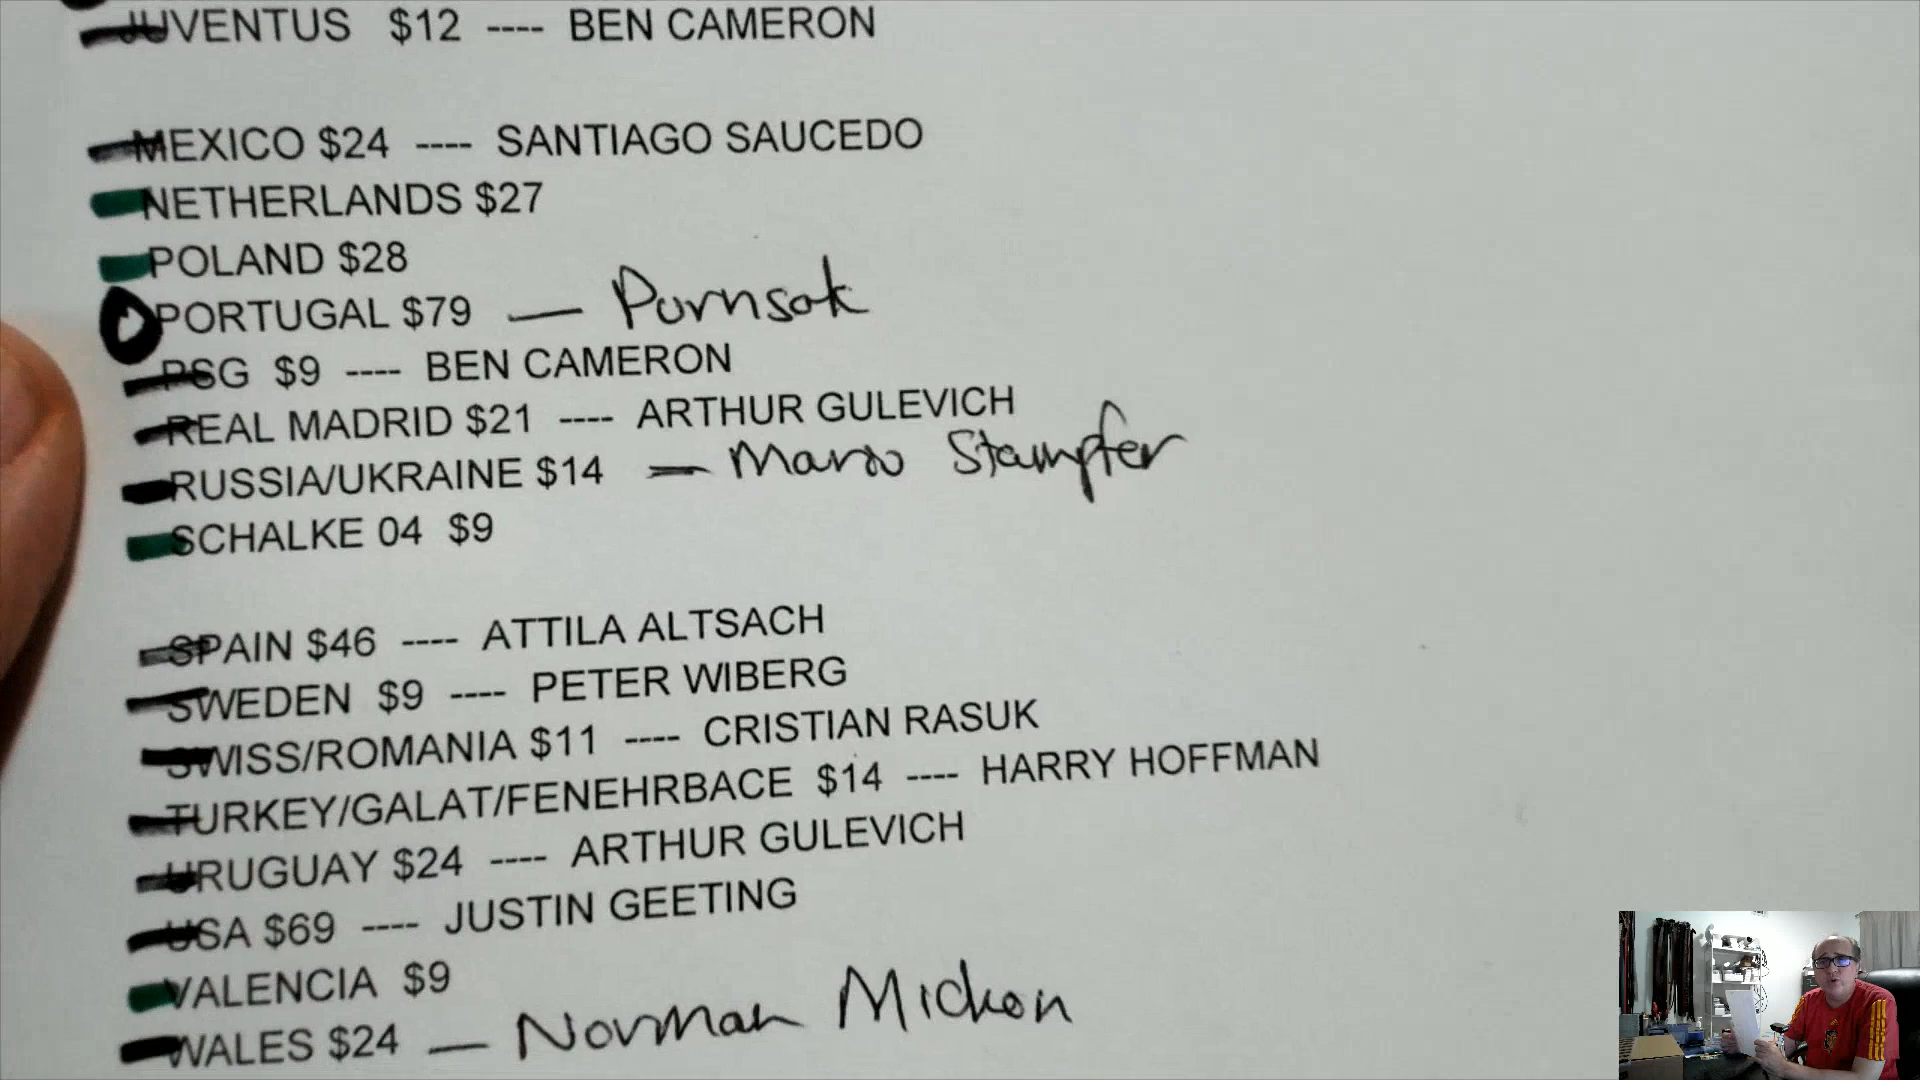 JUVENTUS $12 ---- BEN CAMERON
MEXICO $24 ---- SANTIAGO SAUCEDO
NETHERLANDS $27
POLAND $28
PORTUGAL $79 — Pornsak
PSG $9 ---- BEN CAMERON
REAL MADRID $21 ---- ARTHUR GULEVICH
RUSSIA/UKRAINE $14 — Mario Stampfer
SCHALKE 04 $9
SPAIN $46 ---- ATTILA ALTSACH
SWEDEN $9 ---- PETER WIBERG
SWISS/ROMANIA $11 ---- CRISTIAN RASUK
TURKEY/GALAT/FENEHRBACE $14 ---- HARRY HOFFMAN
URUGUAY $24 ---- ARTHUR GULEVICH
USA $69 ---- JUSTIN GEETING
VALENCIA $9
WALES $24 — Norman Mickon